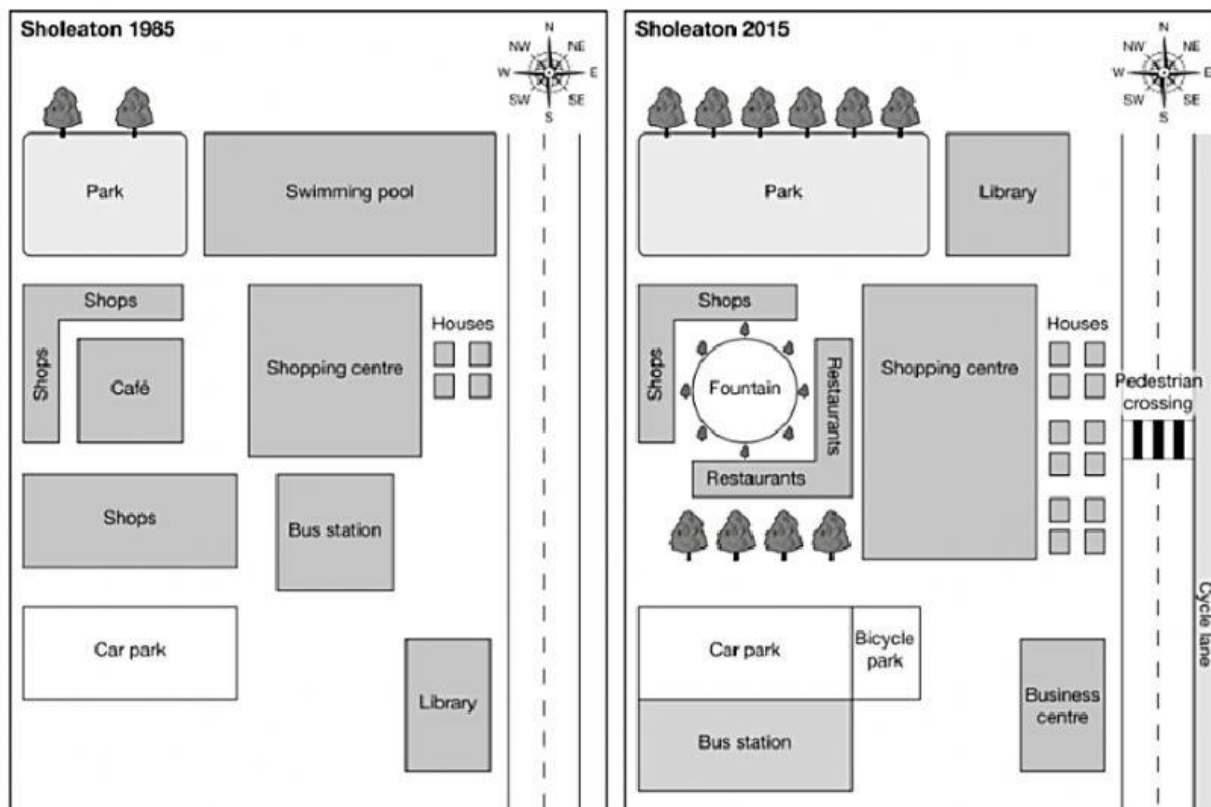 Sholeaton 1985
N
NW NE
W E
SW SE
S
Park
Swimming pool
Shops
Shops
Café
Shopping centre
Houses
Shops
Bus station
Car park
Library
Sholeaton 2015
N
NW NE
W E
SW SE
S
Park
Library
Shops
Shops
Fountain
Restaurants
Restaurants
Shopping centre
Houses
Pedestrian
crossing
Cycle lane
Car park
Bicycle
park
Bus station
Business
centre